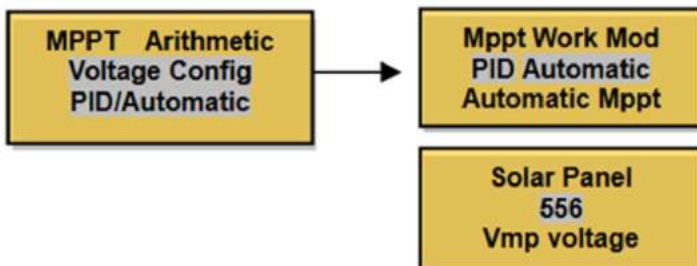 MPPT Arithmetic
Voltage Config
PID/Automatic
Mppt Work Mod
PID Automatic
Automatic Mppt
Solar Panel
556
Vmp voltage